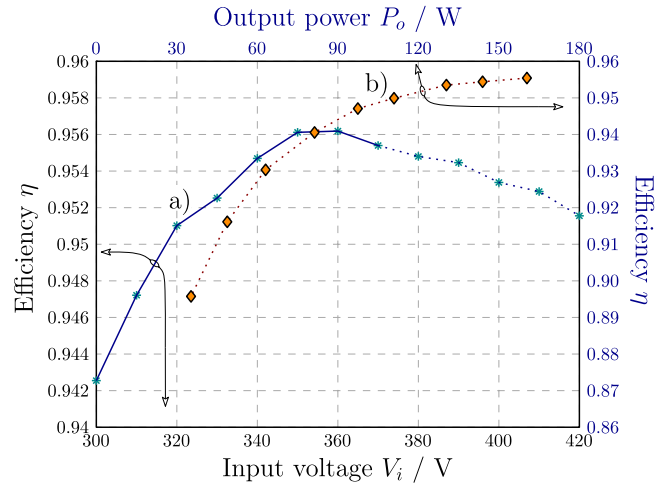 Output power Pₒ / W
0 30 60 90 120 150 180
0.96 0.96
0.958 b) 0.95
0.956 0.94
0.954 0.93
0.952 a) 0.92
0.95 0.91
0.948 0.90
0.946 0.89
0.944 0.88
0.942 0.87
0.94 0.86
Efficiency η
Efficiency η
300 320 340 360 380 400 420
Input voltage Vᵢ / V